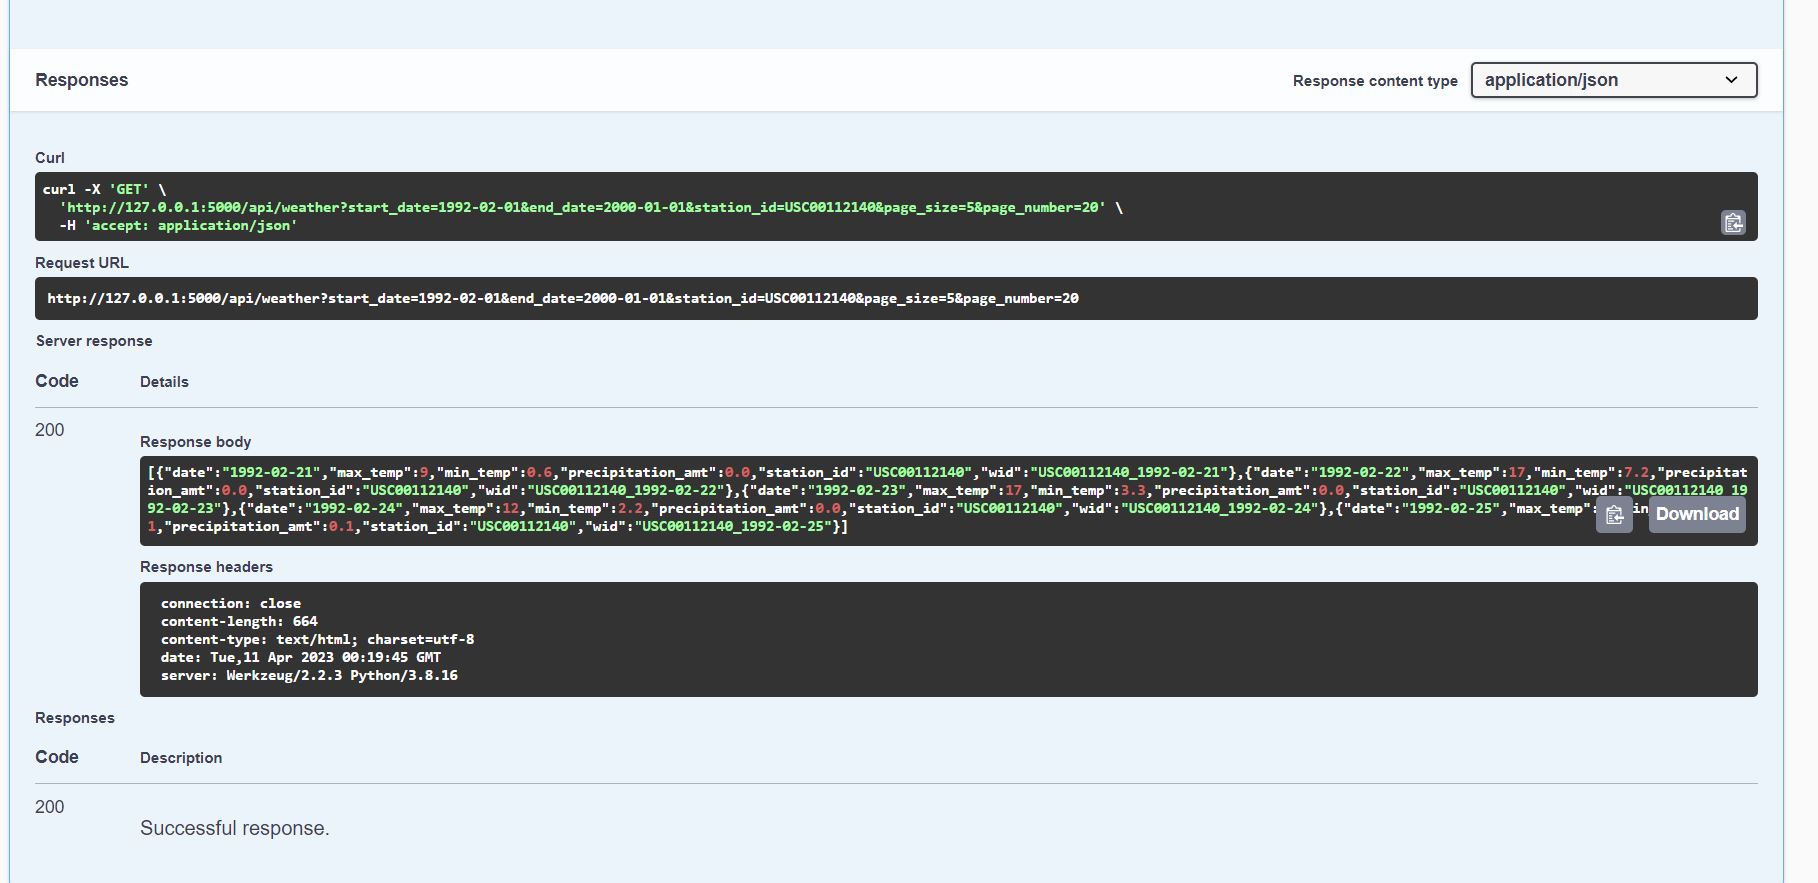 Responses
Response content type application/json
Curl
curl -X 'GET' \
'http://127.0.0.1:5000/api/weather?start_date=1992-02-01&end_date=2000-01-01&station_id=USC00112140&page_size=5&page_number=20' \
-H 'accept: application/json'
Request URL
http://127.0.0.1:5000/api/weather?start_date=1992-02-01&end_date=2000-01-01&station_id=USC00112140&page_size=5&page_number=20
Server response
Code Details
200
Response body
[{"date":"1992-02-21","max_temp":9,"min_temp":0.6,"precipitation_amt":0.0,"station_id":"USC00112140","wid":"USC00112140_1992-02-21"},{"date":"1992-02-22","max_temp":17,"min_temp":7.2,"precipitat
ion_amt":0.0,"station_id":"USC00112140","wid":"USC00112140_1992-02-22"},{"date":"1992-02-23","max_temp":17,"min_temp":3.3,"precipitation_amt":0.0,"station_id":"USC00112140","wid":"USC00112140_19
92-02-23"},{"date":"1992-02-24","max_temp":12,"min_temp":2.2,"precipitation_amt":0.0,"station_id":"USC00112140","wid":"USC00112140_1992-02-24"},{"date":"1992-02-25","max_temp":
Download
1,"precipitation_amt":0.1,"station_id":"USC00112140","wid":"USC00112140_1992-02-25"}]
Response headers
connection: close
content-length: 664
content-type: text/html; charset=utf-8
date: Tue,11 Apr 2023 00:19:45 GMT
server: Werkzeug/2.2.3 Python/3.8.16
Responses
Code Description
200
Successful response.